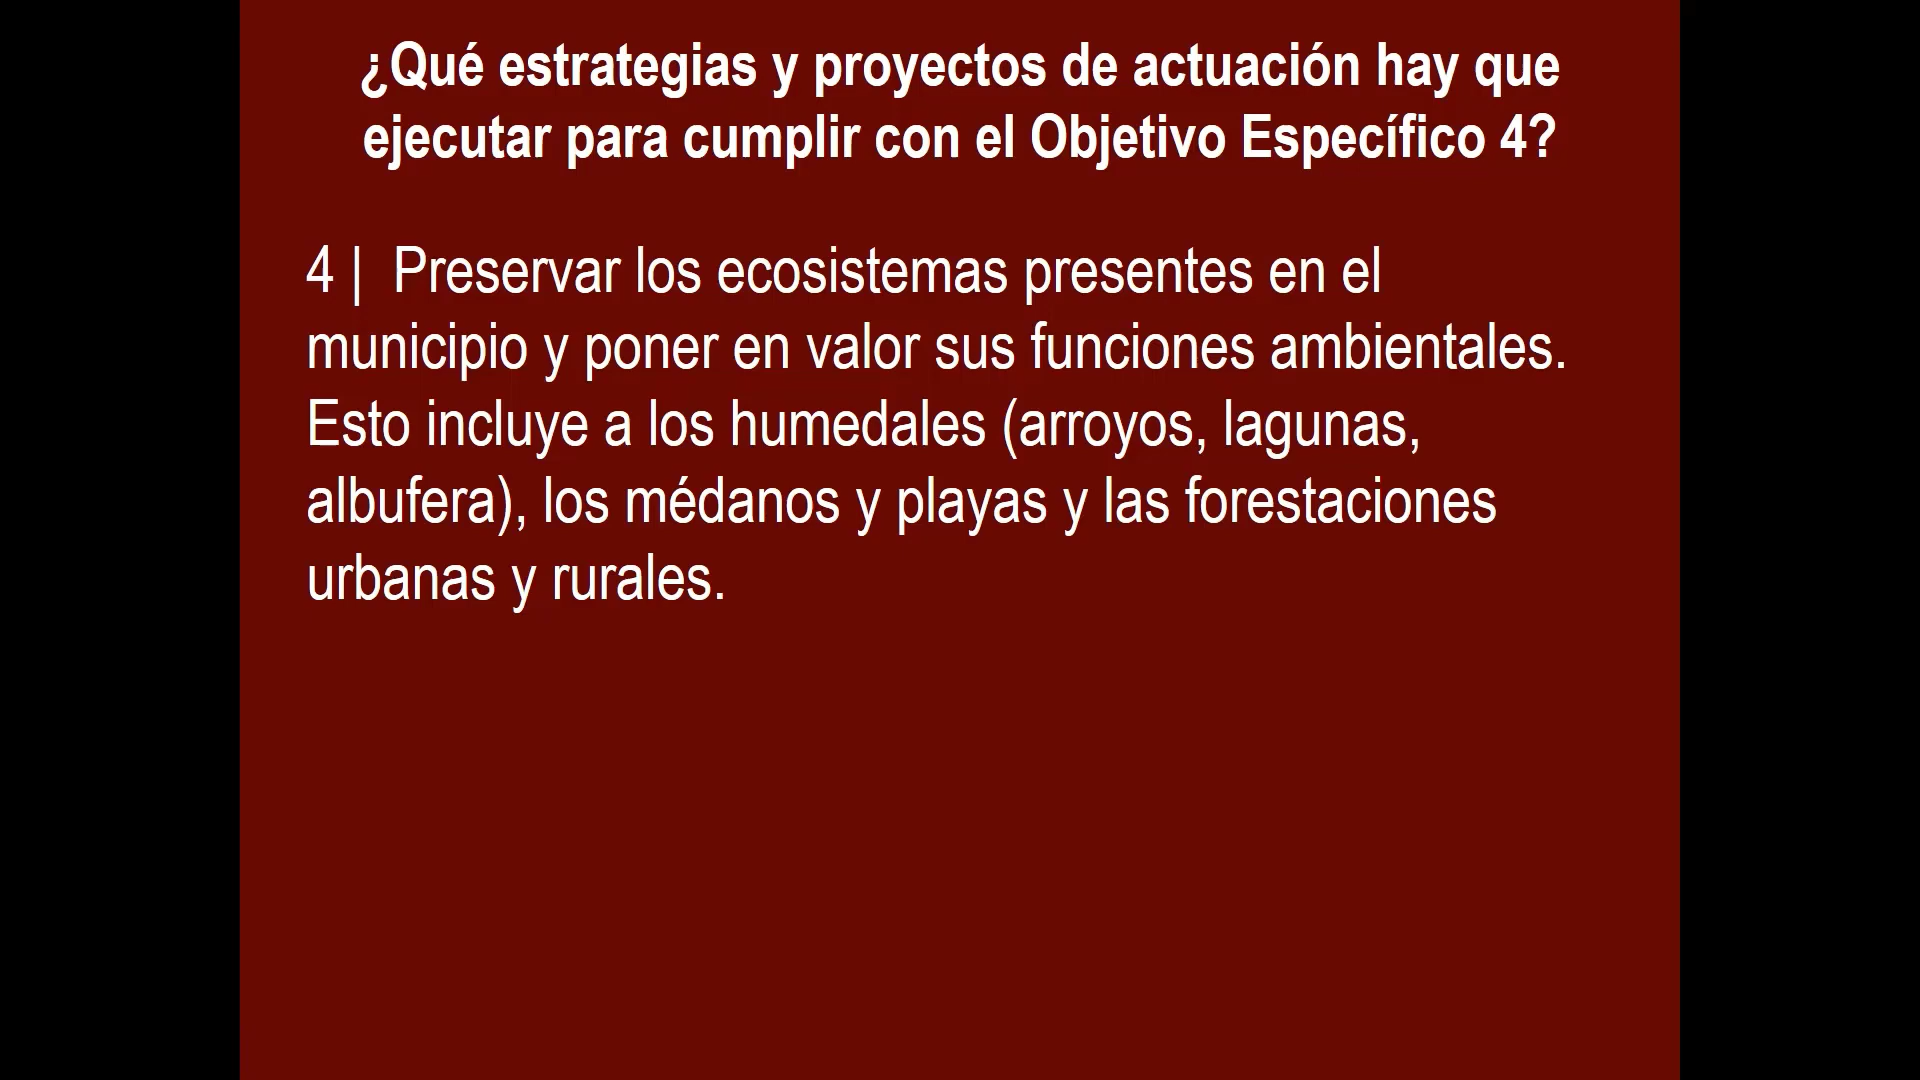 ¿Qué estrategias y proyectos de actuación hay que
ejecutar para cumplir con el Objetivo Específico 4?
4 | Preservar los ecosistemas presentes en el
municipio y poner en valor sus funciones ambientales.
Esto incluye a los humedales (arroyos, lagunas,
albufera), los médanos y playas y las forestaciones
urbanas y rurales.